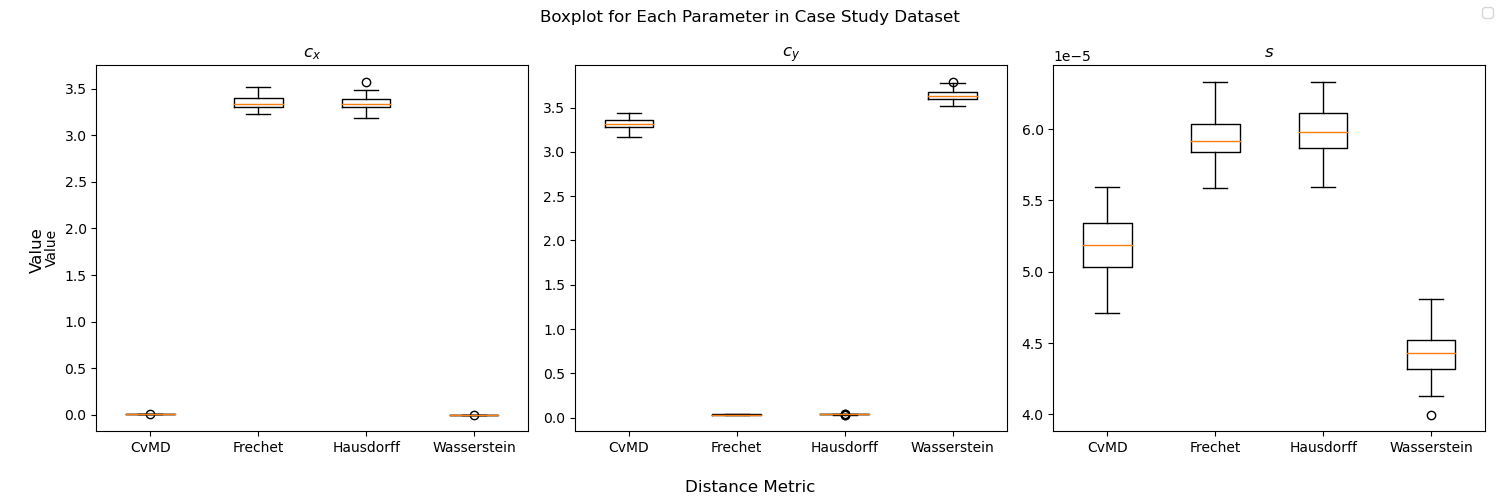 Boxplot for Each Parameter in Case Study Dataset
c_x
3.5
3.0
2.5
2.0
1.5
1.0
0.5
0.0
Value
Value
CvMD Frechet Hausdorff Wasserstein
c_y
3.5
3.0
2.5
2.0
1.5
1.0
0.5
0.0
CvMD Frechet Hausdorff Wasserstein
s
1e−5
6.0
5.5
5.0
4.5
4.0
CvMD Frechet Hausdorff Wasserstein
Distance Metric